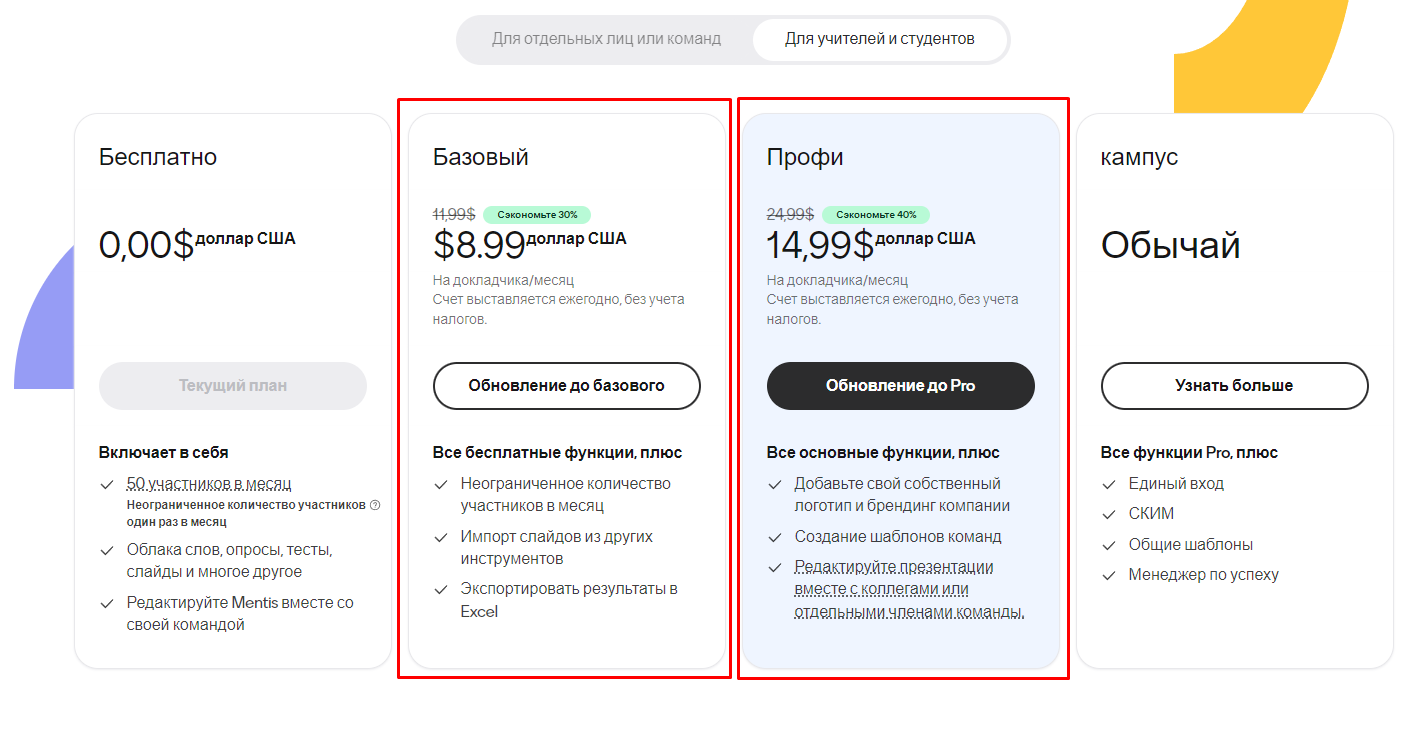 Для отдельных лиц или команд
Для учителей и студентов
Бесплатно
0,00$доллар США
Текущий план
Включает в себя
50 участников в месяц
Неограниченное количество участников
один раз в месяц
Облака слов, опросы, тесты,
слайды и многое другое
Редактируйте Mentis вместе со
своей командой
Базовый
11,99$ Сэкономьте 30%
$8.99доллар США
На докладчика/месяц
Счет выставляется ежегодно, без учета
налогов.
Обновление до базового
Все бесплатные функции, плюс
Неограниченное количество
участников в месяц
Импорт слайдов из других
инструментов
Экспортировать результаты в
Excel
Профи
24,99$ Сэкономьте 40%
14,99$доллар США
На докладчика/месяц
Счет выставляется ежегодно, без учета
налогов.
Обновление до Pro
Все основные функции, плюс
Добавьте свой собственный
логотип и брендинг компании
Создание шаблонов команд
Редактируйте презентации
вместе с коллегами или
отдельными членами команды.
кампус
Обычай
Узнать больше
Все функции Pro, плюс
Единый вход
СКИМ
Общие шаблоны
Менеджер по успеху